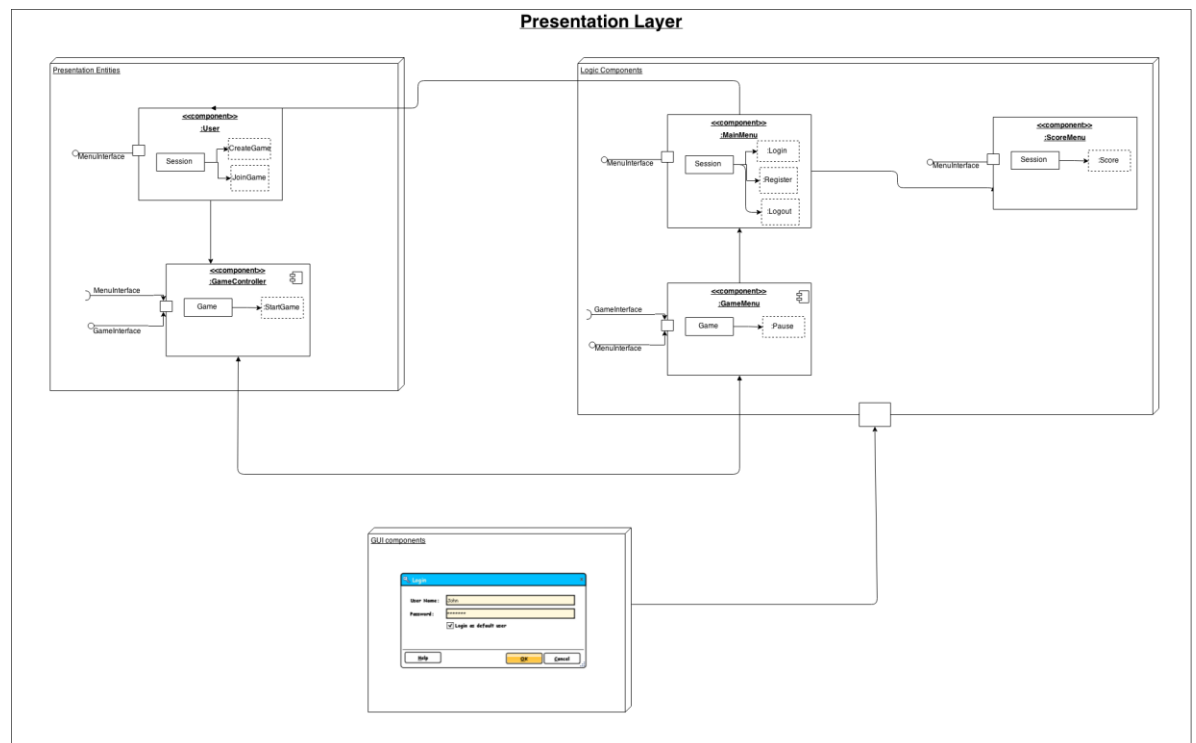 Presentation Layer
Presentation Entities
<<component>>
:User
MenuInterface
Session
CreateGame
JoinGame
<<component>>
:GameController
MenuInterface
GameInterface
Game
:StartGame
Logic Components
<<component>>
:MainMenu
MenuInterface
Session
:Login
:Register
:Logout
<<component>>
:ScoreMenu
MenuInterface
Session
:Score
<<component>>
:GameMenu
GameInterface
MenuInterface
Game
:Pause
GUI components
Login
User Name:
John
Password:
*******
Login as default user
Help
OK
Cancel